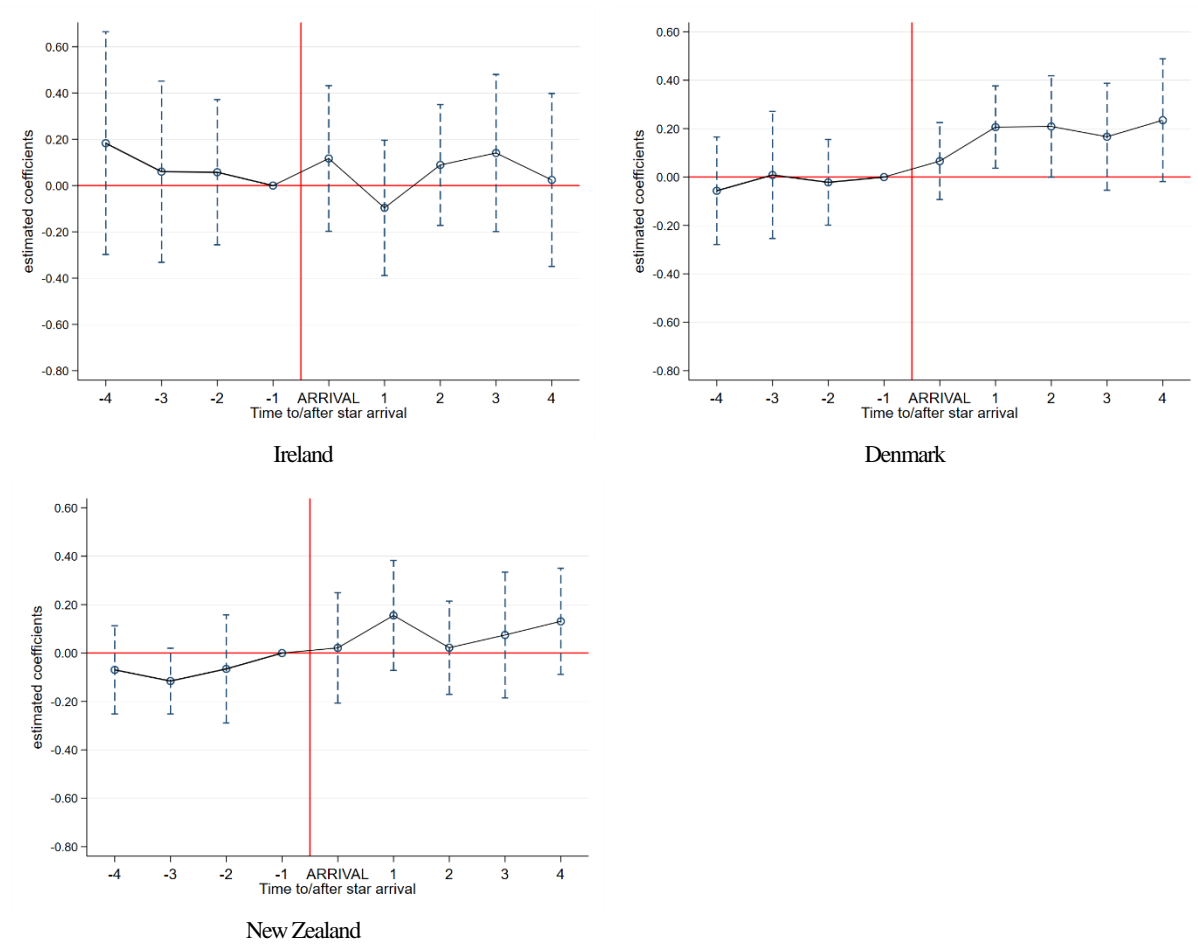 0.60
0.40
0.20
0.00
-0.20
-0.40
-0.60
-0.80
estimated coefficients
-4 -3 -2 -1 ARRIVAL 1 2 3 4
Time to/after star arrival
Ireland
0.60
0.40
0.20
0.00
-0.20
-0.40
-0.60
-0.80
estimated coefficients
-4 -3 -2 -1 ARRIVAL 1 2 3 4
Time to/after star arrival
Denmark
0.60
0.40
0.20
0.00
-0.20
-0.40
-0.60
-0.80
estimated coefficients
-4 -3 -2 -1 ARRIVAL 1 2 3 4
Time to/after star arrival
New Zealand